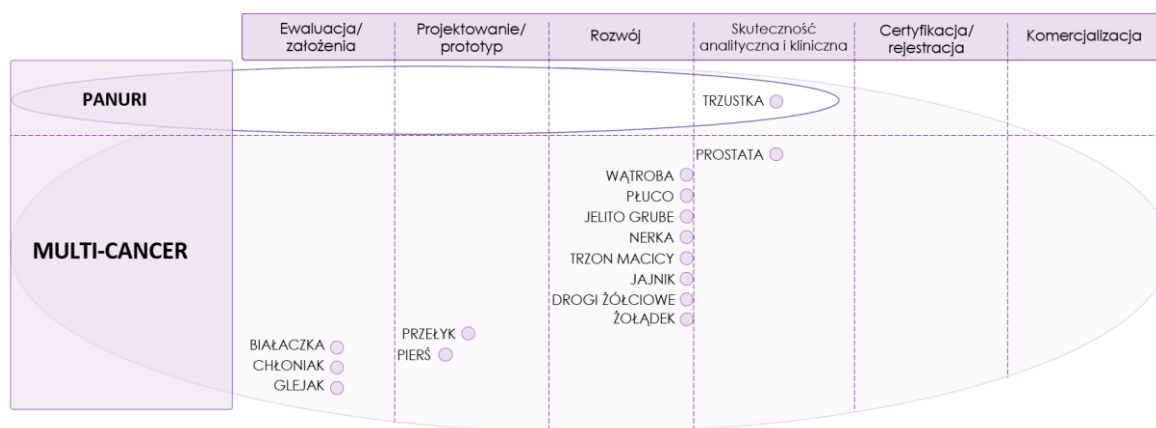 Ewaluacja/
założenia
Projektowanie/
prototyp
Rozwój
Skuteczność
analityczna i kliniczna
Certyfikacja/
rejestracja
Komercjalizacja
PANURI
TRZUSTKA
PROSTATA
WĄTROBA
PŁUCO
JELITO GRUBE
NERKA
MULTI-CANCER
TRZON MACICY
JAJNIK
DROGI ŻÓŁCIOWE
ŻOŁĄDEK
PRZEŁYK
BIAŁACZKA
PIERŚ
CHŁONIAK
GLEJAK